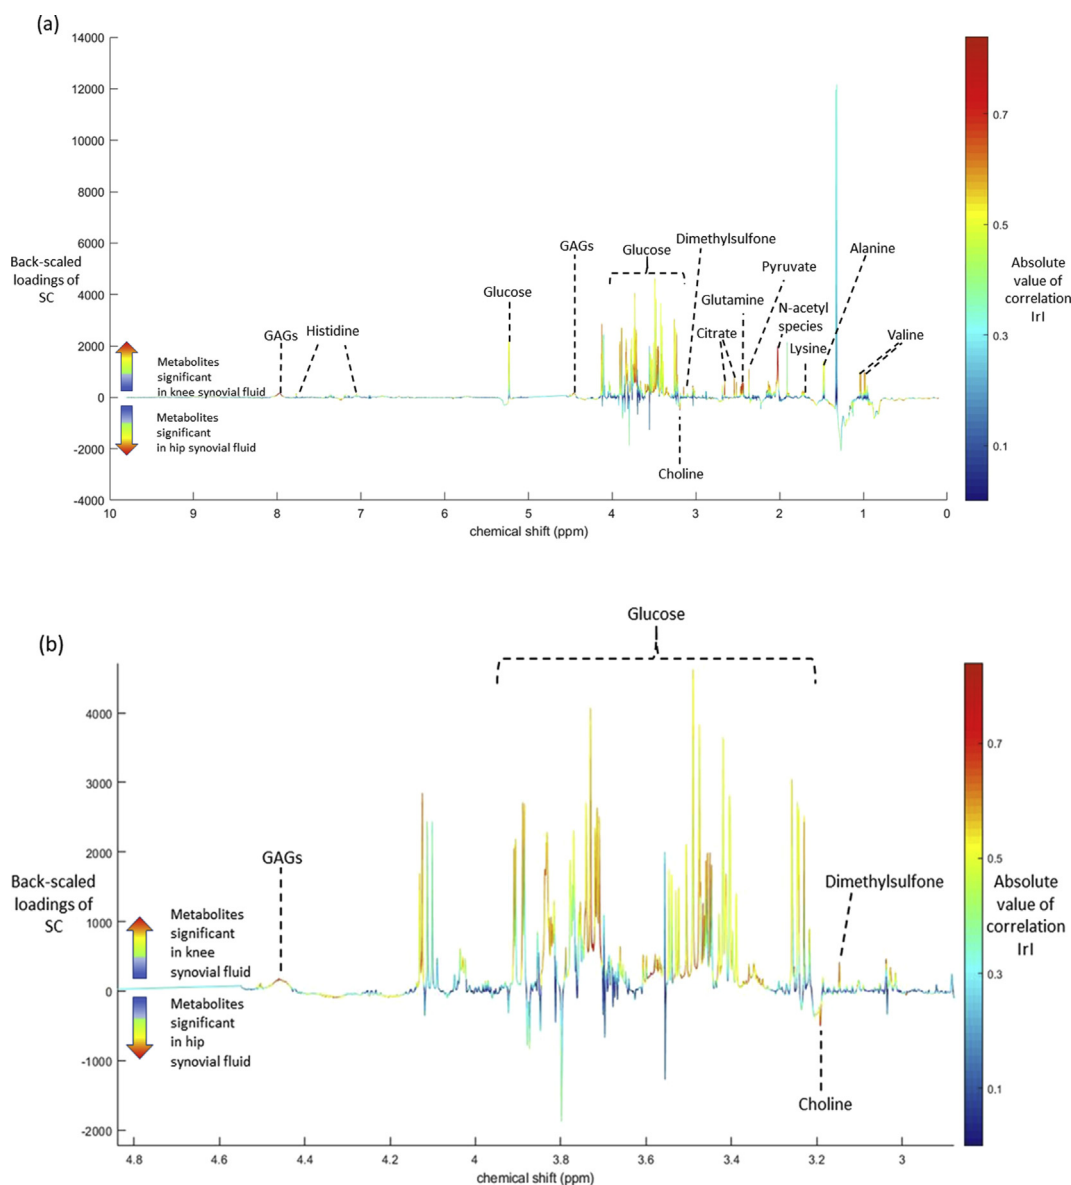 (a)
14000
12000
10000
8000
6000
4000
2000
0
-2000
-4000
Back-scaled
loadings of
SC
Metabolites
significant
in knee synovial fluid
Metabolites
significant
in hip synovial fluid
GAGs
Histidine
Glucose
GAGs
Glucose
Dimethylsulfone
Pyruvate
Glutamine
Citrate
N-acetyl
species
Lysine
Alanine
Valine
Choline
10 9 8 7 6 5 4 3 2 1 0
chemical shift (ppm)
0.7
0.5
0.3
0.1
Absolute
value of
correlation
IrI
(b)
Glucose
4000
3000
2000
1000
0
-1000
-2000
Back-scaled
loadings of
SC
Metabolites
significant
in knee
synovial fluid
Metabolites
significant
in hip
synovial fluid
GAGs
Dimethylsulfone
Choline
4.8 4.6 4.4 4.2 4 3.8 3.6 3.4 3.2 3
chemical shift (ppm)
0.7
0.5
0.3
0.1
Absolute
value of
correlation
IrI